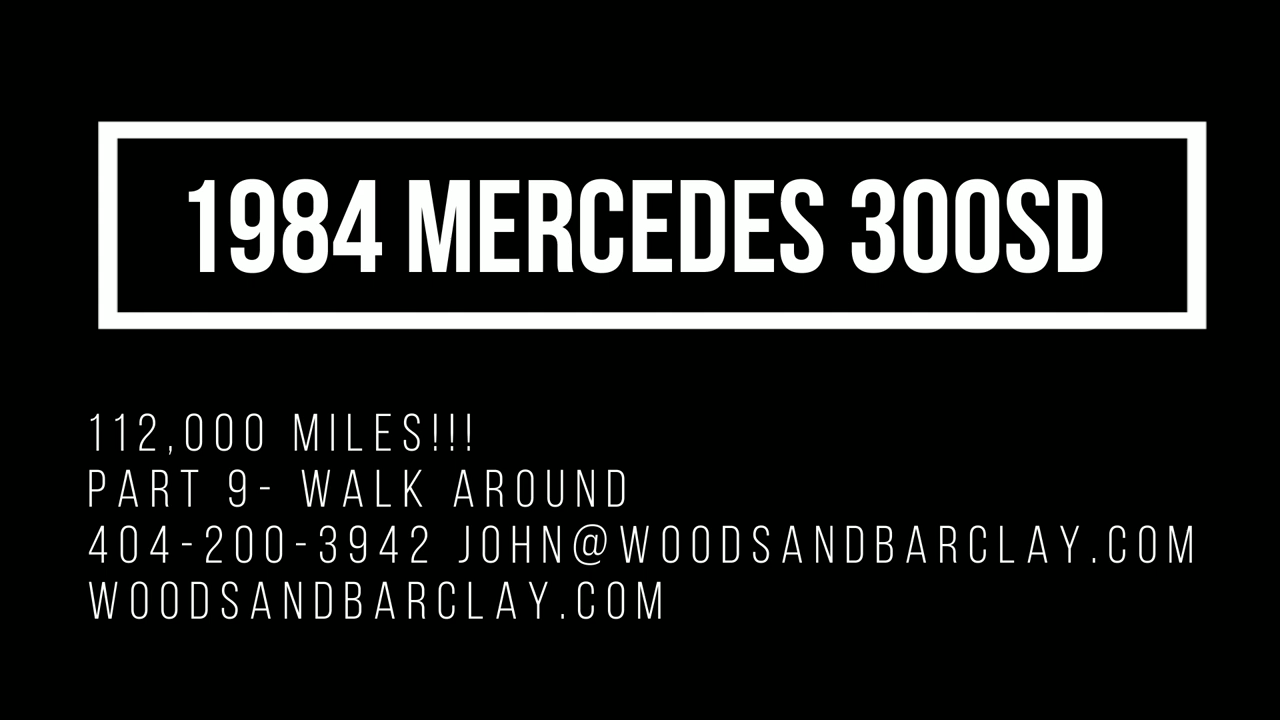 1984 MERCEDES 300SD
112,000 MILES!!!
PART 9- WALK AROUND
404-200-3942 JOHN@WOODSANDBARCLAY.COM
WOODSANDBARCLAY.COM